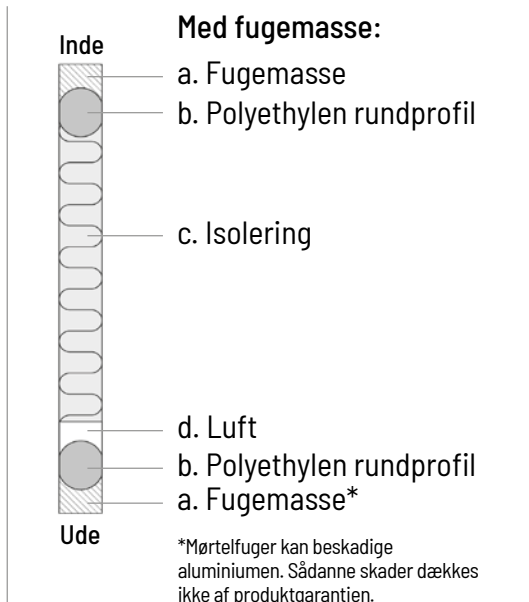 Inde
Med fugemasse:
a. Fugemasse
b. Polyethylen rundprofil
c. Isolering
d. Luft
b. Polyethylen rundprofil
a. Fugemasse*
Ude
*Mørtelfuger kan beskadige
aluminiumen. Sådanne skader dækkes
ikke af produktgarantien.